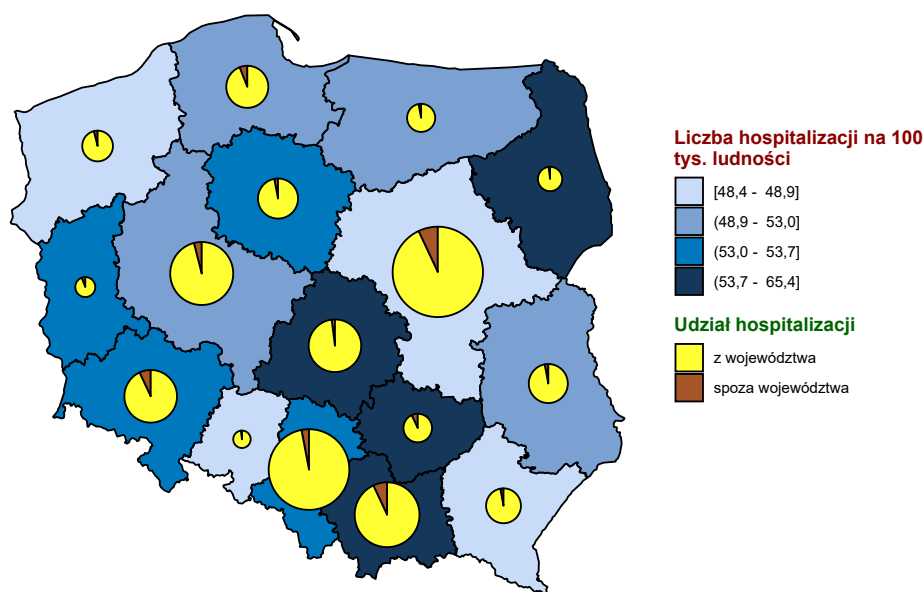 Liczba hospitalizacji na 100
tys. ludności
[48,4 - 48,9]
(48,9 - 53,0]
(53,0 - 53,7]
(53,7 - 65,4]
Udział hospitalizacji
z województwa
spoza województwa